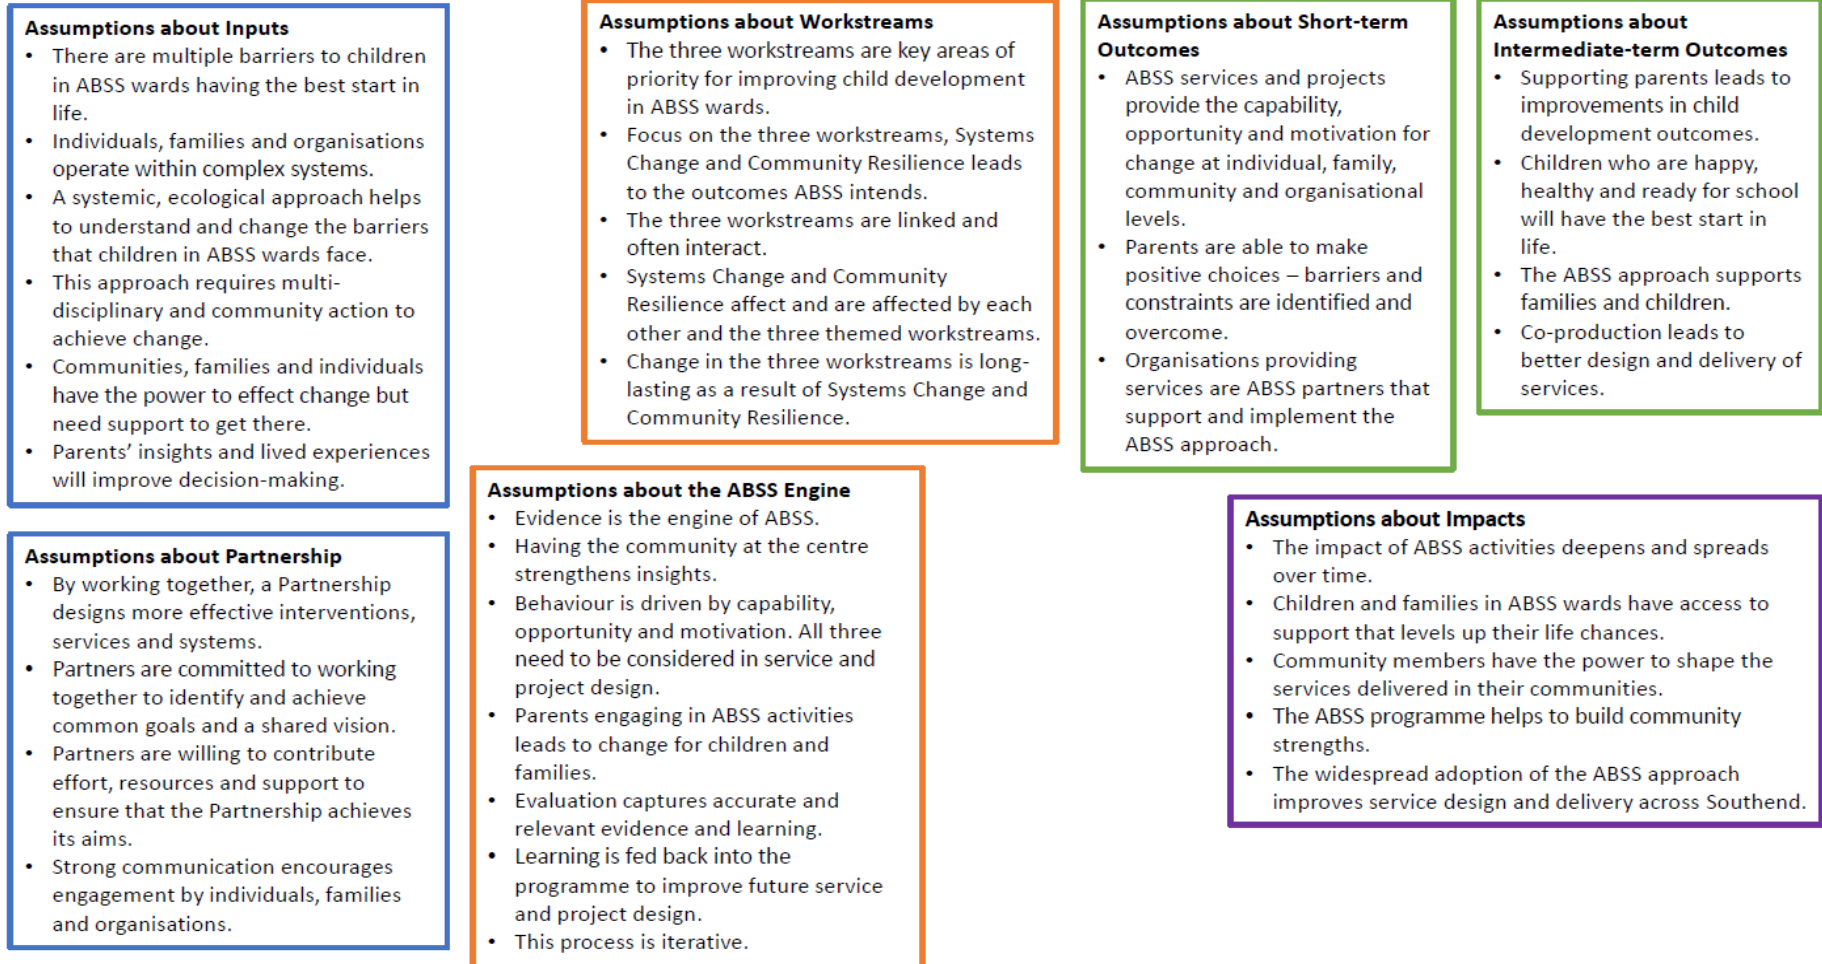 Assumptions about Inputs
• There are multiple barriers to children
in ABSS wards having the best start in
life.
• Individuals, families and organisations
operate within complex systems.
• A systemic, ecological approach helps
to understand and change the barriers
that children in ABSS wards face.
• This approach requires multi-
disciplinary and community action to
achieve change.
• Communities, families and individuals
have the power to effect change but
need support to get there.
• Parents’ insights and lived experiences
will improve decision-making.
Assumptions about Partnership
• By working together, a Partnership
designs more effective interventions,
services and systems.
• Partners are committed to working
together to identify and achieve
common goals and a shared vision.
• Partners are willing to contribute
effort, resources and support to
ensure that the Partnership achieves
its aims.
• Strong communication encourages
engagement by individuals, families
and organisations.
Assumptions about Workstreams
• The three workstreams are key areas of
priority for improving child development
in ABSS wards.
• Focus on the three workstreams, Systems
Change and Community Resilience leads
to the outcomes ABSS intends.
• The three workstreams are linked and
often interact.
• Systems Change and Community
Resilience affect and are affected by each
other and the three themed workstreams.
• Change in the three workstreams is long-
lasting as a result of Systems Change and
Community Resilience.
Assumptions about the ABSS Engine
• Evidence is the engine of ABSS.
• Having the community at the centre
strengthens insights.
• Behaviour is driven by capability,
opportunity and motivation. All three
need to be considered in service and
project design.
• Parents engaging in ABSS activities
leads to change for children and
families.
• Evaluation captures accurate and
relevant evidence and learning.
• Learning is fed back into the
programme to improve future service
and project design.
• This process is iterative.
Assumptions about Short-term
Outcomes
• ABSS services and projects
provide the capability,
opportunity and motivation for
change at individual, family,
community and organisational
levels.
• Parents are able to make
positive choices – barriers and
constraints are identified and
overcome.
• Organisations providing
services are ABSS partners that
support and implement the
ABSS approach.
Assumptions about
Intermediate-term Outcomes
• Supporting parents leads to
improvements in child
development outcomes.
• Children who are happy,
healthy and ready for school
will have the best start in
life.
• The ABSS approach supports
families and children.
• Co-production leads to
better design and delivery of
services.
Assumptions about Impacts
• The impact of ABSS activities deepens and spreads
over time.
• Children and families in ABSS wards have access to
support that levels up their life chances.
• Community members have the power to shape the
services delivered in their communities.
• The ABSS programme helps to build community
strengths.
• The widespread adoption of the ABSS approach
improves service design and delivery across Southend.